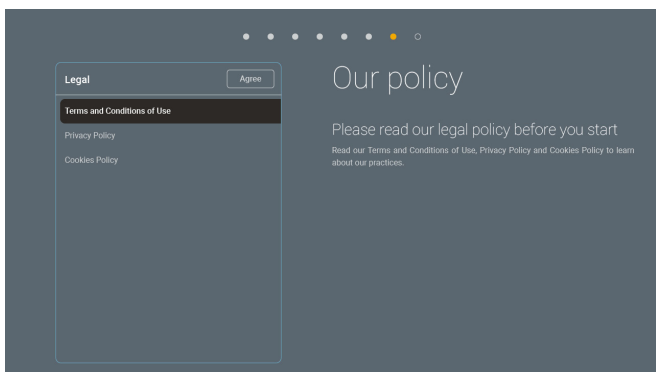 Legal
Agree
Terms and Conditions of Use
Privacy Policy
Cookies Policy
Our policy
Please read our legal policy before you start
Read our Terms and Conditions of Use, Privacy Policy and Cookies Policy to learn
about our practices.